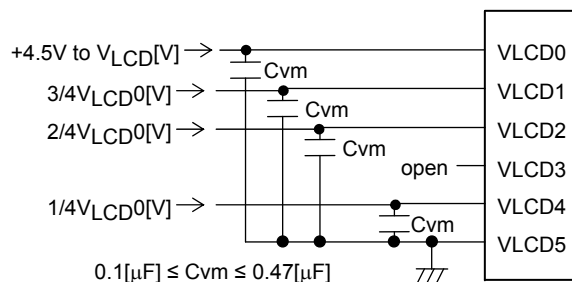 +4.5V to VLCD[V] VLCD0
Cvm
3/4VLCD0[V] VLCD1
Cvm
2/4VLCD0[V] VLCD2
Cvm
open VLCD3
1/4VLCD0[V] VLCD4
Cvm
VLCD5
0.1[µF] ≤ Cvm ≤ 0.47[µF]